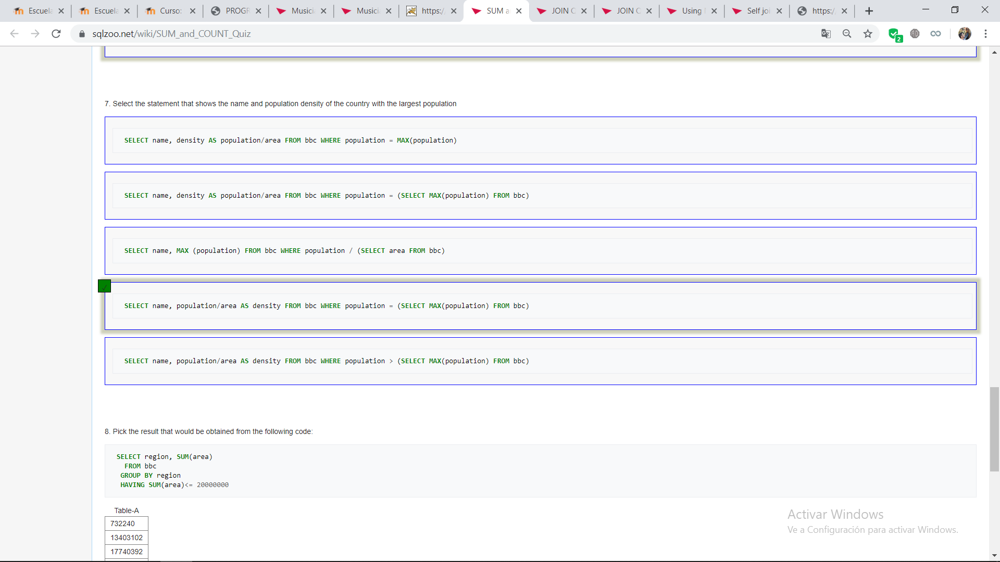 Escuela
Escuela
Curso:
PROGR
Music
Music
https:/
SUM a
JOIN C
JOIN C
Using
Self joi
https:/
sqlzoo.net/wiki/SUM_and_COUNT_Quiz
2
7. Select the statement that shows the name and population density of the country with the largest population
SELECT name, density AS population/area FROM bbc WHERE population = MAX(population)
SELECT name, density AS population/area FROM bbc WHERE population = (SELECT MAX(population) FROM bbc)
SELECT name, MAX (population) FROM bbc WHERE population / (SELECT area FROM bbc)
SELECT name, population/area AS density FROM bbc WHERE population = (SELECT MAX(population) FROM bbc)
SELECT name, population/area AS density FROM bbc WHERE population > (SELECT MAX(population) FROM bbc)
8. Pick the result that would be obtained from the following code:
SELECT region, SUM(area)
FROM bbc
GROUP BY region
HAVING SUM(area)<= 20000000
Table-A
732240
13403102
17740392
Activar Windows
Ve a Configuración para activar Windows.